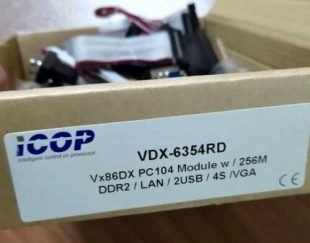 iCOP
intelligent control on processor
VDX-6354RD
Vx86DX PC104 Module w / 256M
DDR2 / LAN / 2USB / 4S /VGA
CE